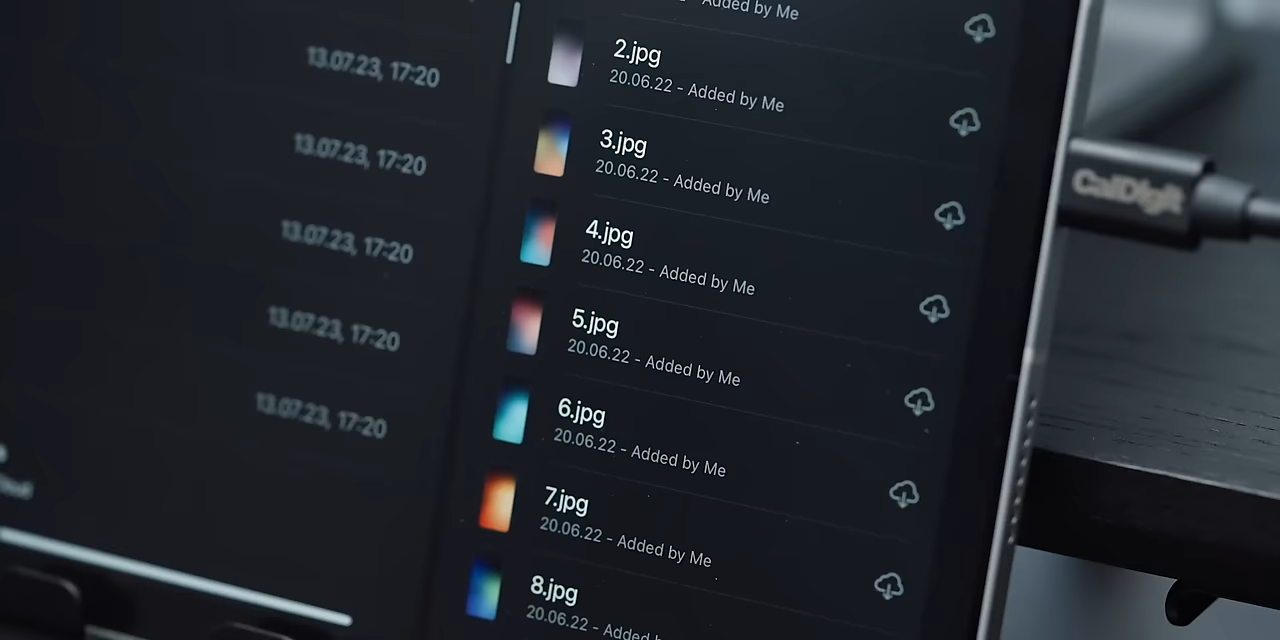 13.07.23, 17:20
13.07.23, 17:20
13.07.23, 17:20
13.07.23, 17:20
13.07.23, 17:20
Added by Me
2.jpg
20.06.22 - Added by Me
3.jpg
20.06.22 - Added by Me
4.jpg
20.06.22 - Added by Me
5.jpg
20.06.22 - Added by Me
6.jpg
20.06.22 - Added by Me
7.jpg
20.06.22 - Added by Me
8.jpg
20.06.22 - Added by Me
CalDigit